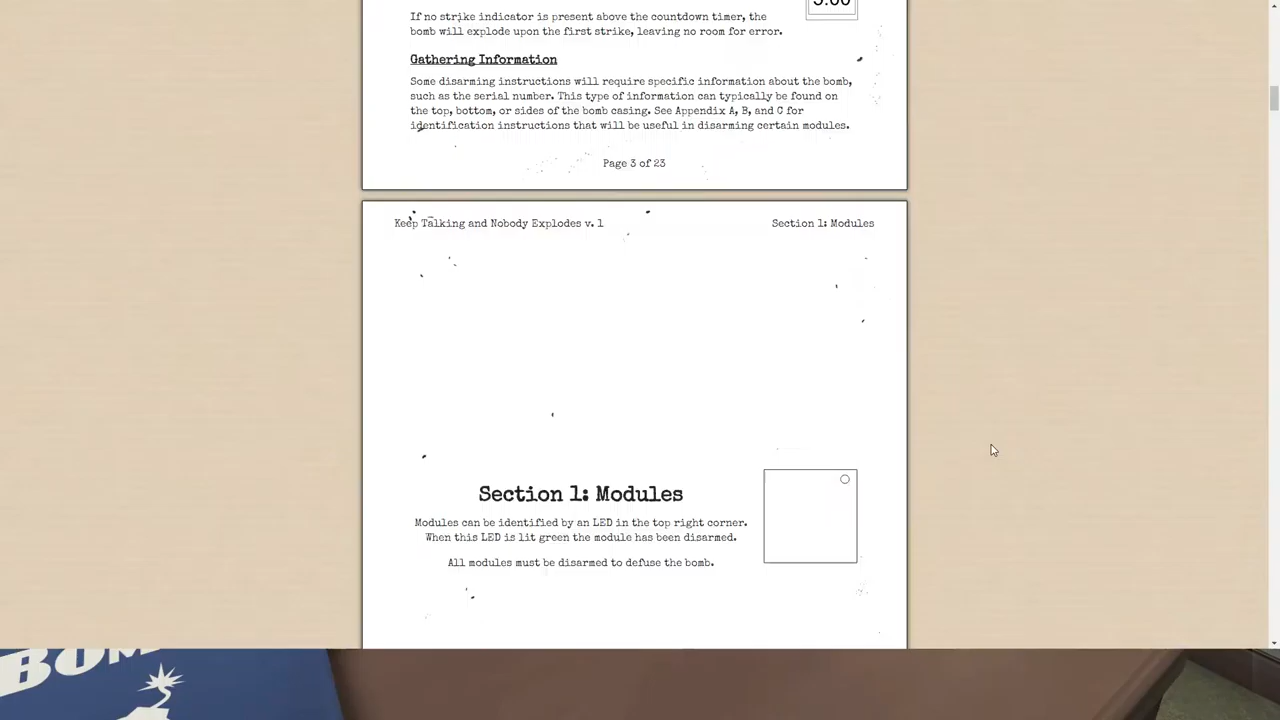 5:00
If no strike indicator is present above the countdown timer, the
bomb will explode upon the first strike, leaving no room for error.
Gathering Information
Some disarming instructions will require specific information about the bomb,
such as the serial number. This type of information can typically be found on
the top, bottom, or sides of the bomb casing. See Appendix A, B, and C for
identification instructions that will be useful in disarming certain modules.
Page 3 of 23
Keep Talking and Nobody Explodes v. 1
Section 1: Modules
Section 1: Modules
Modules can be identified by an LED in the top right corner.
When this LED is lit green the module has been disarmed.
All modules must be disarmed to defuse the bomb.
BOM